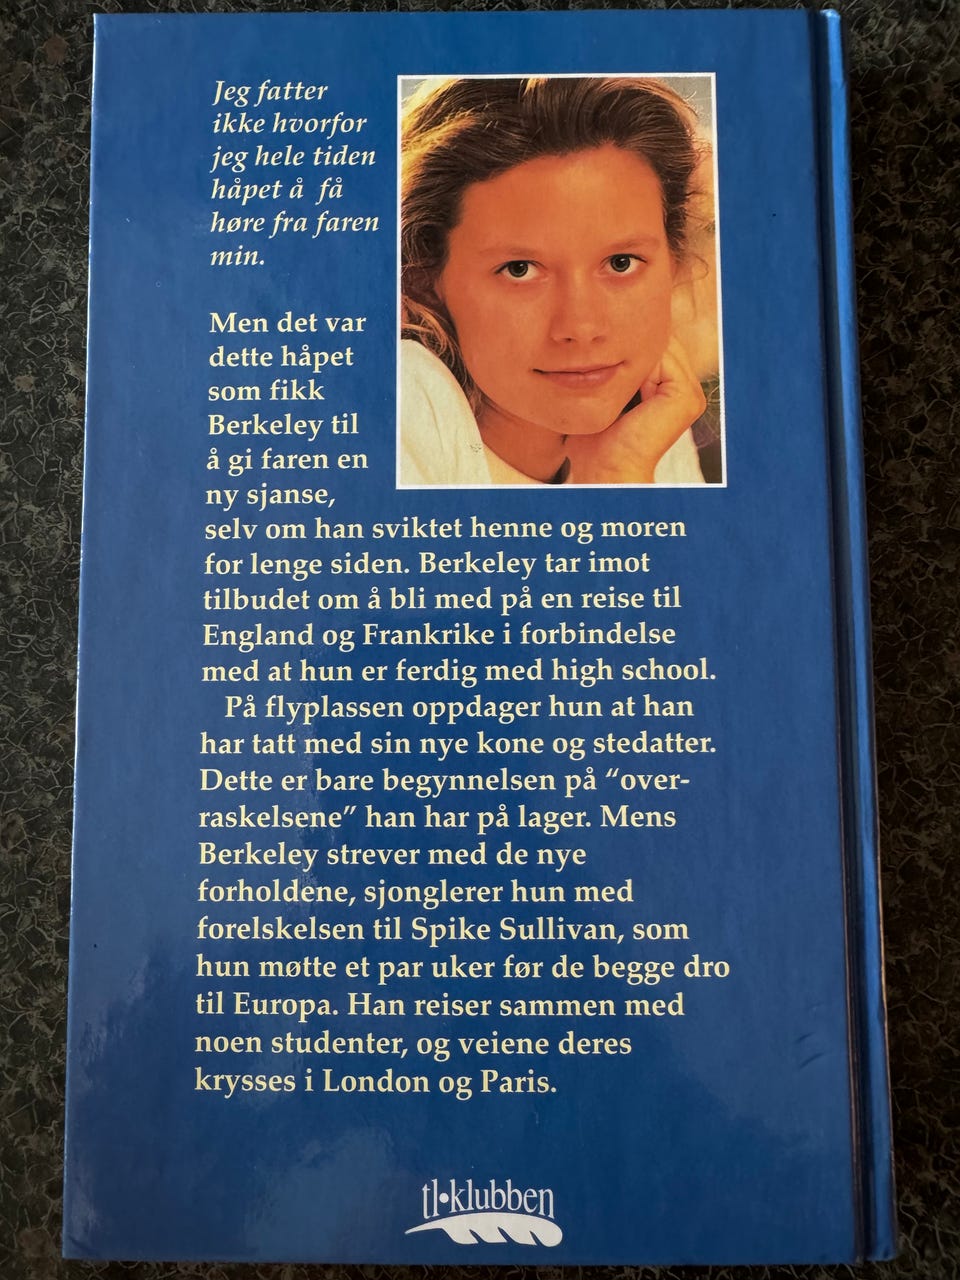 Jeg fatter
ikke hvorfor
jeg hele tiden
håpet å få
høre fra faren
min.
Men det var
dette håpet
som fikk
Berkeley til
å gi faren en
ny sjanse,
selv om han sviktet henne og moren
for lenge siden. Berkeley tar imot
tilbudet om å bli med på en reise til
England og Frankrike i forbindelse
med at hun er ferdig med high school.
På flyplassen oppdager hun at han
har tatt med sin nye kone og stedatter.
Dette er bare begynnelsen på “over-
raskelsene” han har på lager. Mens
Berkeley strever med de nye
forholdene, sjonglerer hun med
forelskelsen til Spike Sullivan, som
hun møtte et par uker før de begge dro
til Europa. Han reiser sammen med
noen studenter, og veiene deres
krysses i London og Paris.
tl•klubben